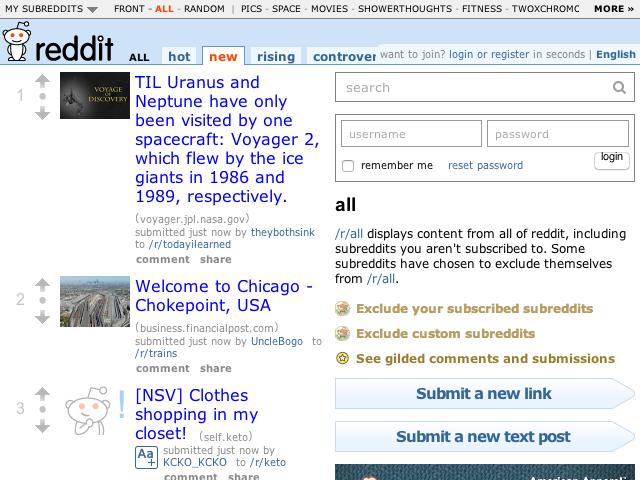 MY SUBREDDITS FRONT - ALL - RANDOM | PICS - SPACE - MOVIES - SHOWERTHOUGHTS - FITNESS - TWOXCHROMC MORE »
reddit ALL hot new rising controver want to join? login or register in seconds | English
1
VOYAGE
OF
DISCOVERY
TIL Uranus and
Neptune have only
been visited by one
spacecraft: Voyager 2,
which flew by the ice
giants in 1986 and
1989, respectively.
(voyager.jpl.nasa.gov)
submitted just now by theybothsink
to /r/todayilearned
comment share
2
Welcome to Chicago -
Chokepoint, USA
(business.financialpost.com)
submitted just now by UncleBogo to
/r/trains
comment share
3
[NSV] Clothes
shopping in my
closet! (self.keto)
Aa+
submitted just now by
KCKO_KCKO to /r/keto
comment share
search
username password
remember me reset password login
all
/r/all displays content from all of reddit, including
subreddits you aren't subscribed to. Some
subreddits have chosen to exclude themselves
from /r/all.
Exclude your subscribed subreddits
Exclude custom subreddits
See gilded comments and submissions
Submit a new link
Submit a new text post
American Apparel